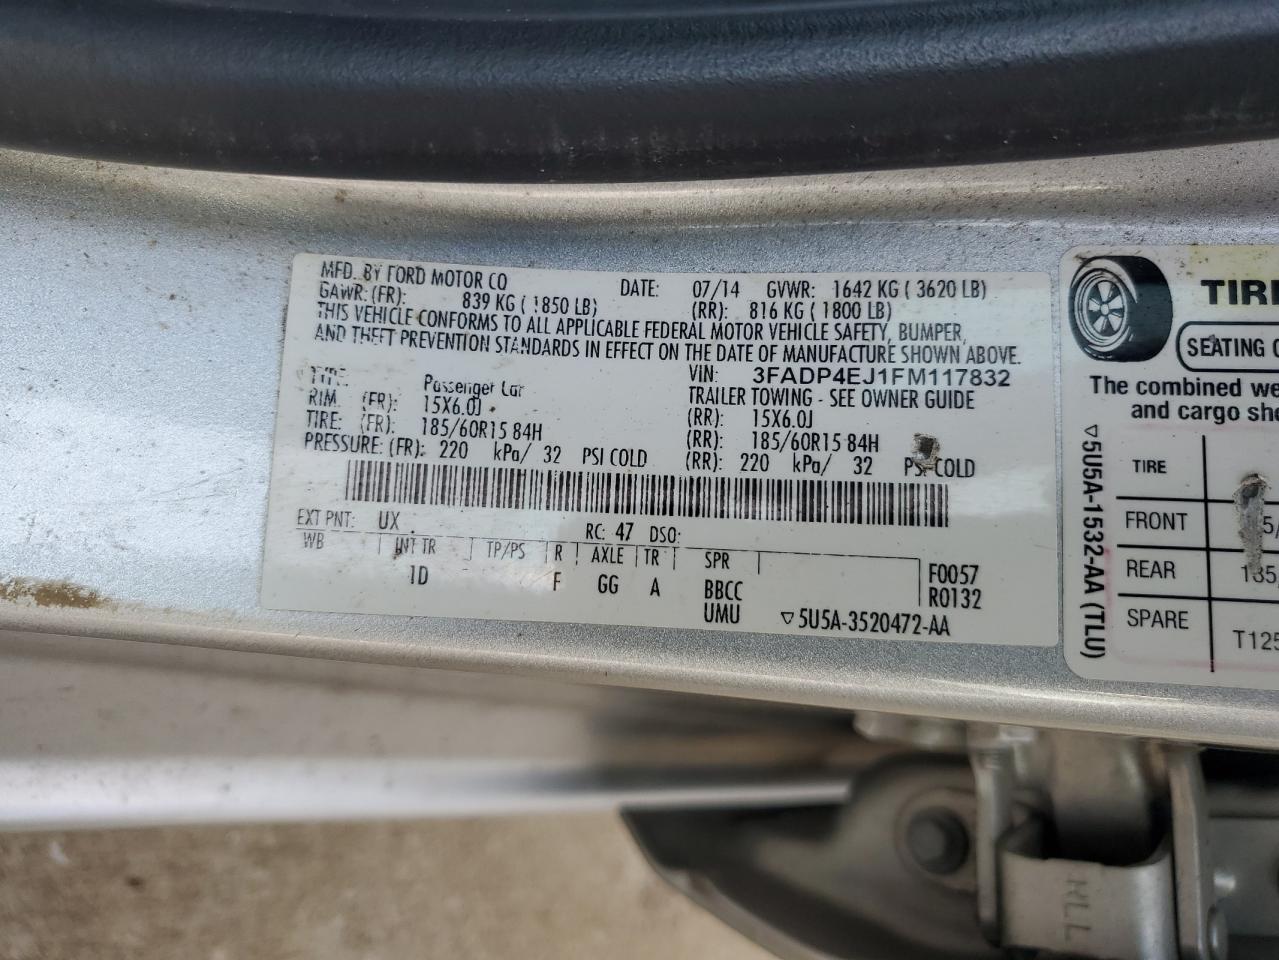 MFD. BY FORD MOTOR CO DATE: 07/14 GVWR: 1642 KG ( 3620 LB)
GAWR: (FR): 839 KG ( 1850 LB) (RR): 816 KG ( 1800 LB)
THIS VEHICLE CONFORMS TO ALL APPLICABLE FEDERAL MOTOR VEHICLE SAFETY, BUMPER,
AND THEFT PREVENTION STANDARDS IN EFFECT ON THE DATE OF MANUFACTURE SHOWN ABOVE.
VIN: 3FADP4EJ1FM117832
TYPE: Passenger Car TRAILER TOWING - SEE OWNER GUIDE
RIM (FR): 15X6.0J (RR): 15X6.0J
TIRE: (FR): 185/60R15 84H (RR): 185/60R15 84H
PRESSURE: (FR): 220 kPa/ 32 PSI COLD (RR): 220 kPa/ 32 PSI COLD
EXT PNT: UX RC: 47 DSO:
WB INT TR TP/PS R AXLE TR SPR
1D F GG A BBCC F0057
UMU R0132
▽5U5A-3520472-AA
▽5U5A-1532-AA (TLU)
SEATING
The combined
and cargo
TIRE
FRONT
REAR
SPARE T125
HLL